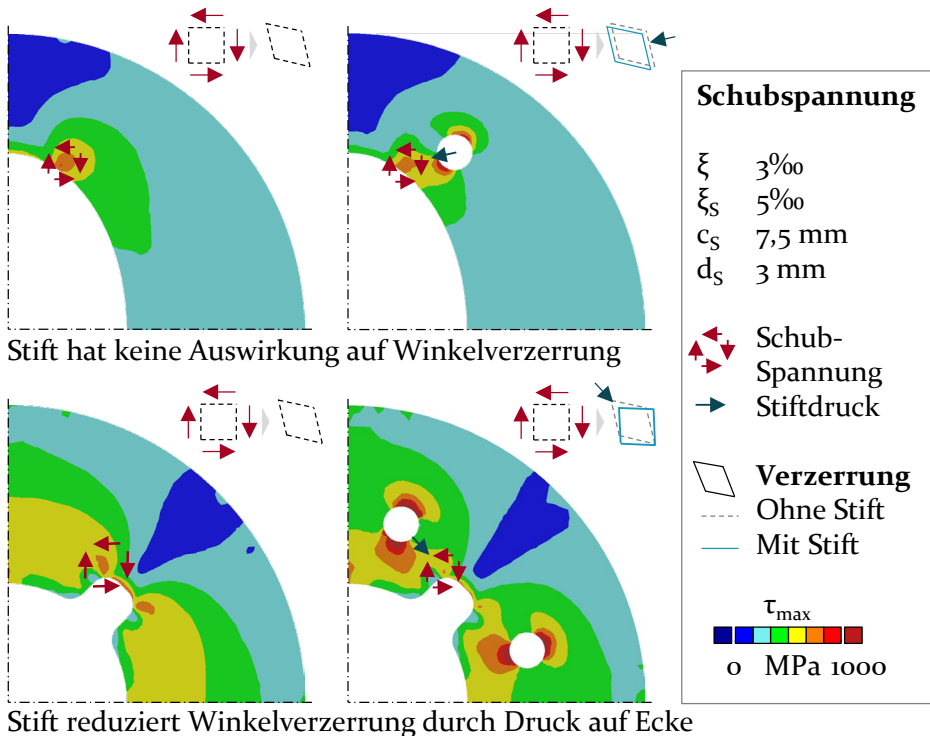 Stift hat keine Auswirkung auf Winkelverzerrung
Stift reduziert Winkelverzerrung durch Druck auf Ecke
Schubspannung
ξ 3‰
ξS 5‰
cS 7,5 mm
dS 3 mm
Schub-
Spannung
Stiftdruck
Verzerrung
Ohne Stift
Mit Stift
τmax
0 MPa 1000